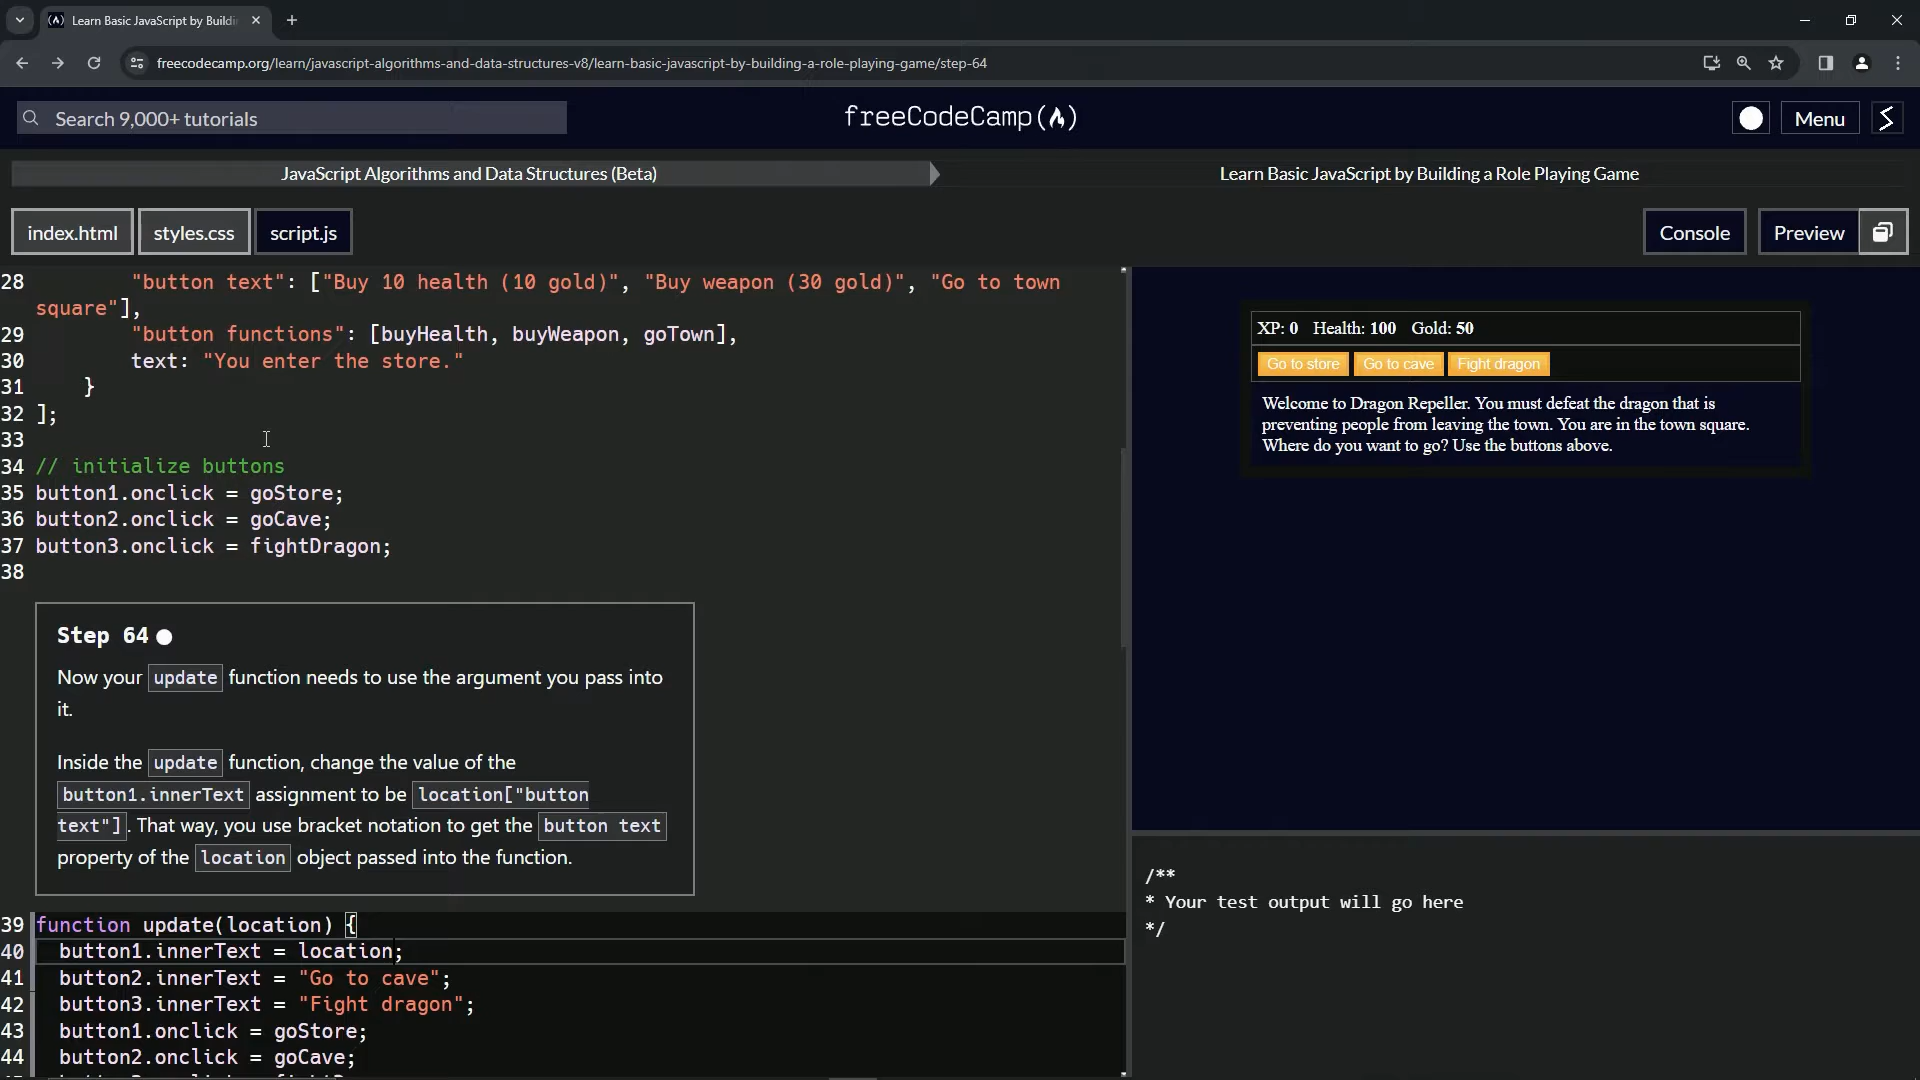 Learn Basic JavaScript by Buildi
freecodecamp.org/learn/javascript-algorithms-and-data-structures-v8/learn-basic-javascript-by-building-a-role-playing-game/step-64
Search 9,000+ tutorials
freeCodeCamp(🔥)
Menu
JavaScript Algorithms and Data Structures (Beta)
Learn Basic JavaScript by Building a Role Playing Game
index.html
styles.css
script.js
Console
Preview
28 "button text": ["Buy 10 health (10 gold)", "Buy weapon (30 gold)", "Go to town
square"],
29 "button functions": [buyHealth, buyWeapon, goTown],
30 text: "You enter the store."
31 }
32 ];
33
34 // initialize buttons
35 button1.onclick = goStore;
36 button2.onclick = goCave;
37 button3.onclick = fightDragon;
38
Step 64
Now your update function needs to use the argument you pass into
it.
Inside the update function, change the value of the
button1.innerText assignment to be location["button
text"]. That way, you use bracket notation to get the button text
property of the location object passed into the function.
39 function update(location) {
40 button1.innerText = location;
41 button2.innerText = "Go to cave";
42 button3.innerText = "Fight dragon";
43 button1.onclick = goStore;
44 button2.onclick = goCave;
XP: 0 Health: 100 Gold: 50
Go to store Go to cave Fight dragon
Welcome to Dragon Repeller. You must defeat the dragon that is
preventing people from leaving the town. You are in the town square.
Where do you want to go? Use the buttons above.
/**
* Your test output will go here
*/